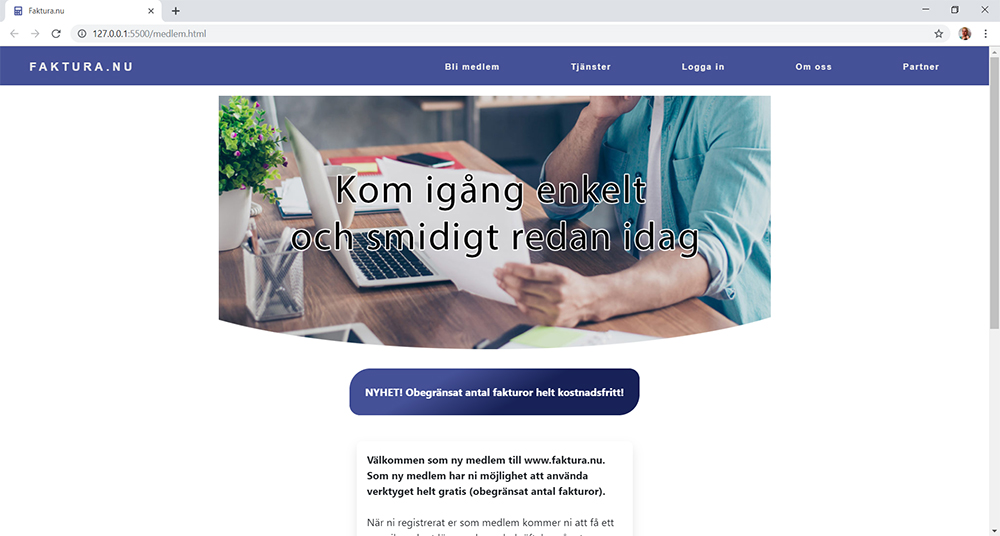 Faktura.nu
127.0.0.1:5500/medlem.html
FAKTURA.NU Bli medlem Tjänster Logga in Om oss Partner
Kom igång enkelt
och smidigt redan idag
NYHET! Obegränsat antal fakturor helt kostnadsfritt!
Välkommen som ny medlem till www.faktura.nu.
Som ny medlem har ni möjlighet att använda
verktyget helt gratis (obegränsat antal fakturor).
När ni registrerat er som medlem kommer ni att få ett